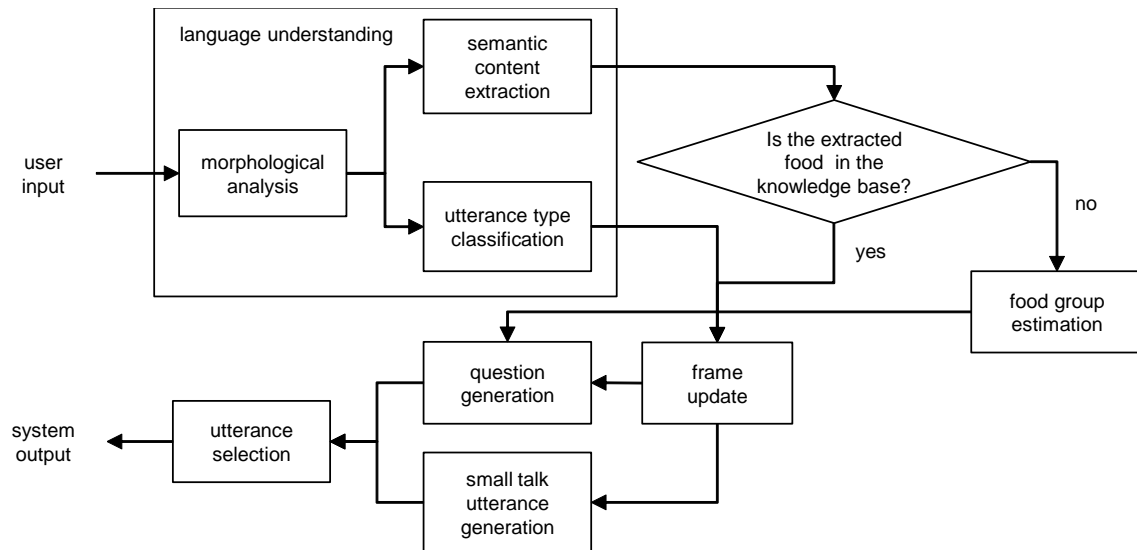 language understanding
semantic
content
extraction
user
input
morphological
analysis
utterance type
classification
Is the extracted
food in the
knowledge base?
no
yes
food group
estimation
question
generation
frame
update
system
output
utterance
selection
small talk
utterance
generation